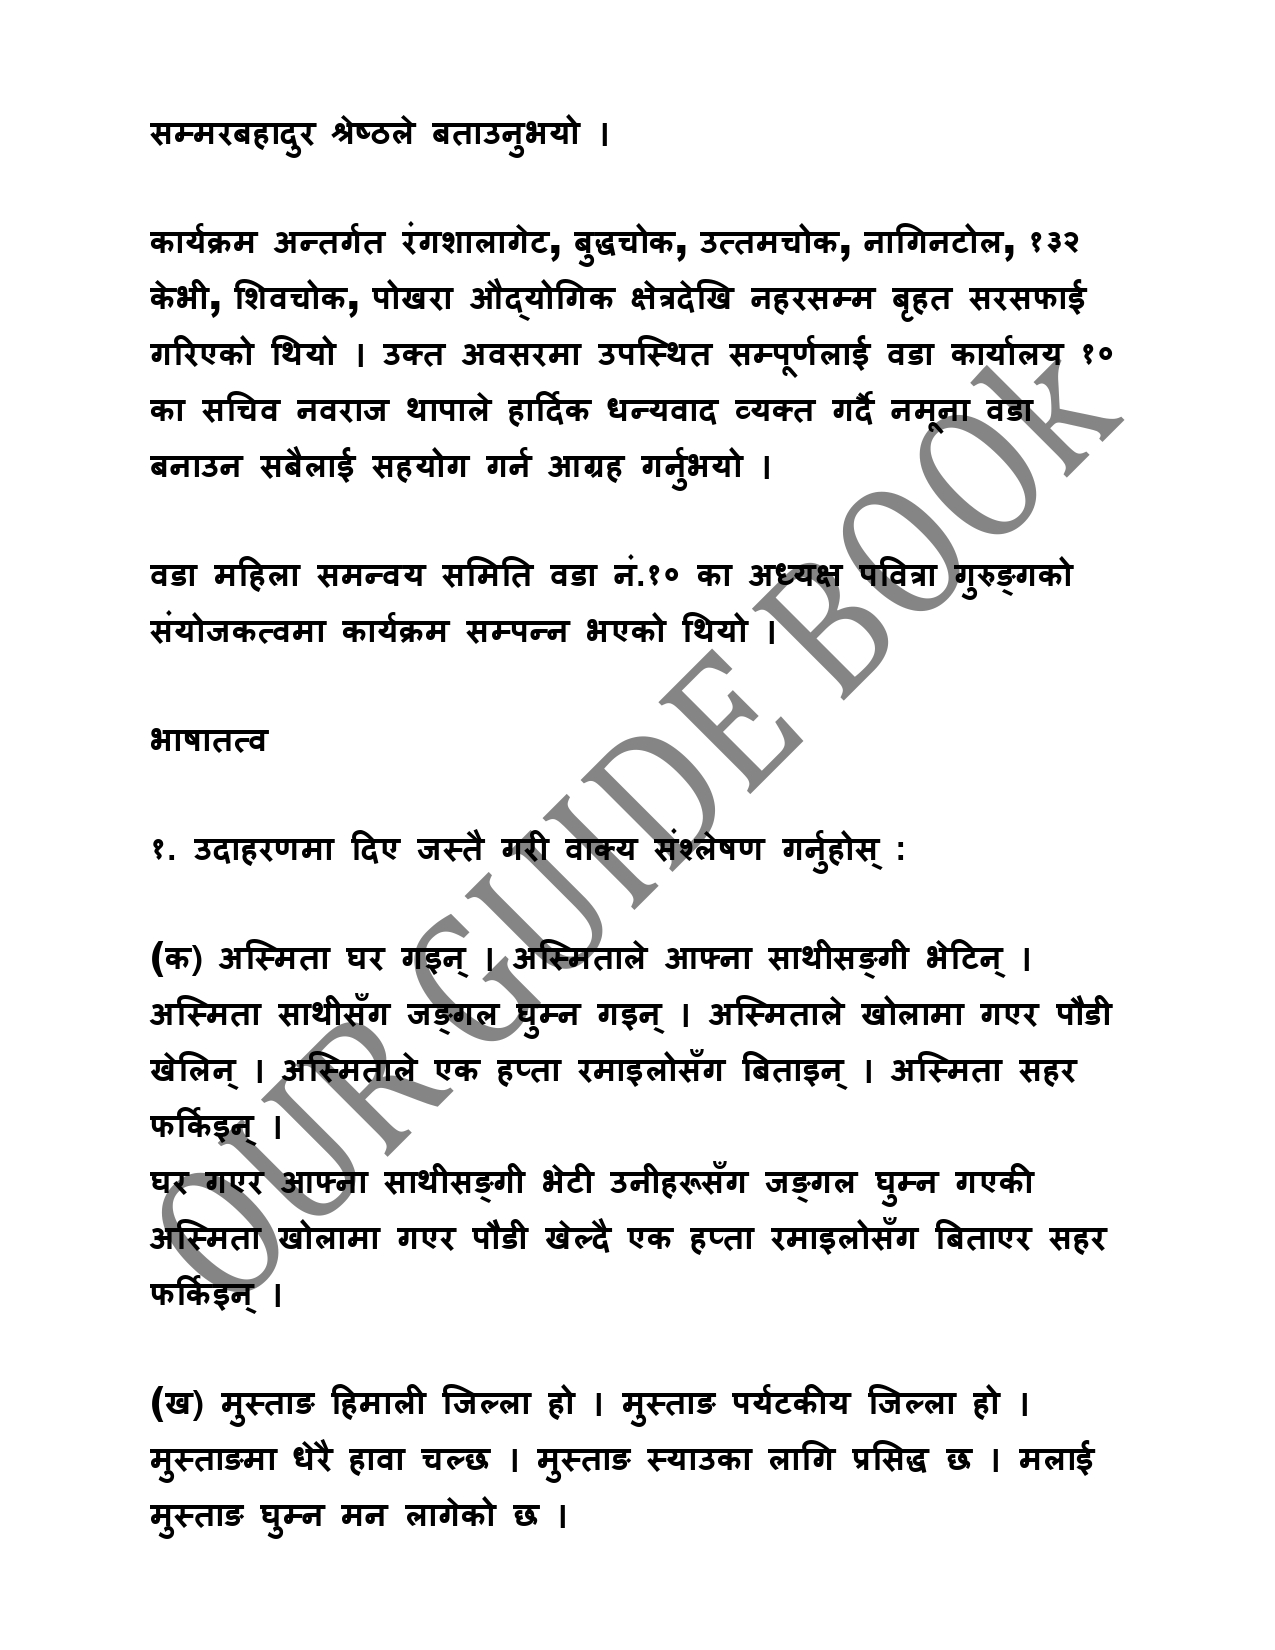 सम्मरबहादुर श्रेष्ठले बताउनुभयो ।
कार्यक्रम अन्तर्गत रंगशालागेट, बुद्धचोक, उत्तमचोक, नागिनटोल, १३२
केभी, शिवचोक, पोखरा औद्योगिक क्षेत्रदेखि नहरसम्म बृहत सरसफाई
गरिएको थियो । उक्त अवसरमा उपस्थित सम्पूर्णलाई वडा कार्यालय १०
का सचिव नवराज थापाले हार्दिक धन्यवाद व्यक्त गर्दै नमूना वडा
बनाउन सबैलाई सहयोग गर्न आग्रह गर्नुभयो ।
वडा महिला समन्वय समिति वडा नं.१० का अध्यक्ष पवित्रा गुरुङ्गको
संयोजकत्वमा कार्यक्रम सम्पन्न भएको थियो ।
भाषातत्व
१. उदाहरणमा दिए जस्तै गरी वाक्य संश्लेषण गर्नुहोस् :
(क) अस्मिता घर गइन् । अस्मिताले आफ्ना साथीसङ्गी भेटिन् ।
अस्मिता साथीसँग जङ्गल घुम्न गइन् । अस्मिताले खोलामा गएर पौडी
खेलिन् । अस्मिताले एक हप्ता रमाइलोसँग बिताइन् । अस्मिता सहर
फर्किइन् ।
घर गएर आफ्ना साथीसङ्गी भेटी उनीहरूसँग जङ्गल घुम्न गएकी
अस्मिता खोलामा गएर पौडी खेल्दै एक हप्ता रमाइलोसँग बिताएर सहर
फर्किइन् ।
(ख) मुस्ताङ हिमाली जिल्ला हो । मुस्ताङ पर्यटकीय जिल्ला हो ।
मुस्ताङमा धेरै हावा चल्छ । मुस्ताङ स्याउका लागि प्रसिद्ध छ । मलाई
मुस्ताङ घुम्न मन लागेको छ ।
OUR GUIDE BOOk